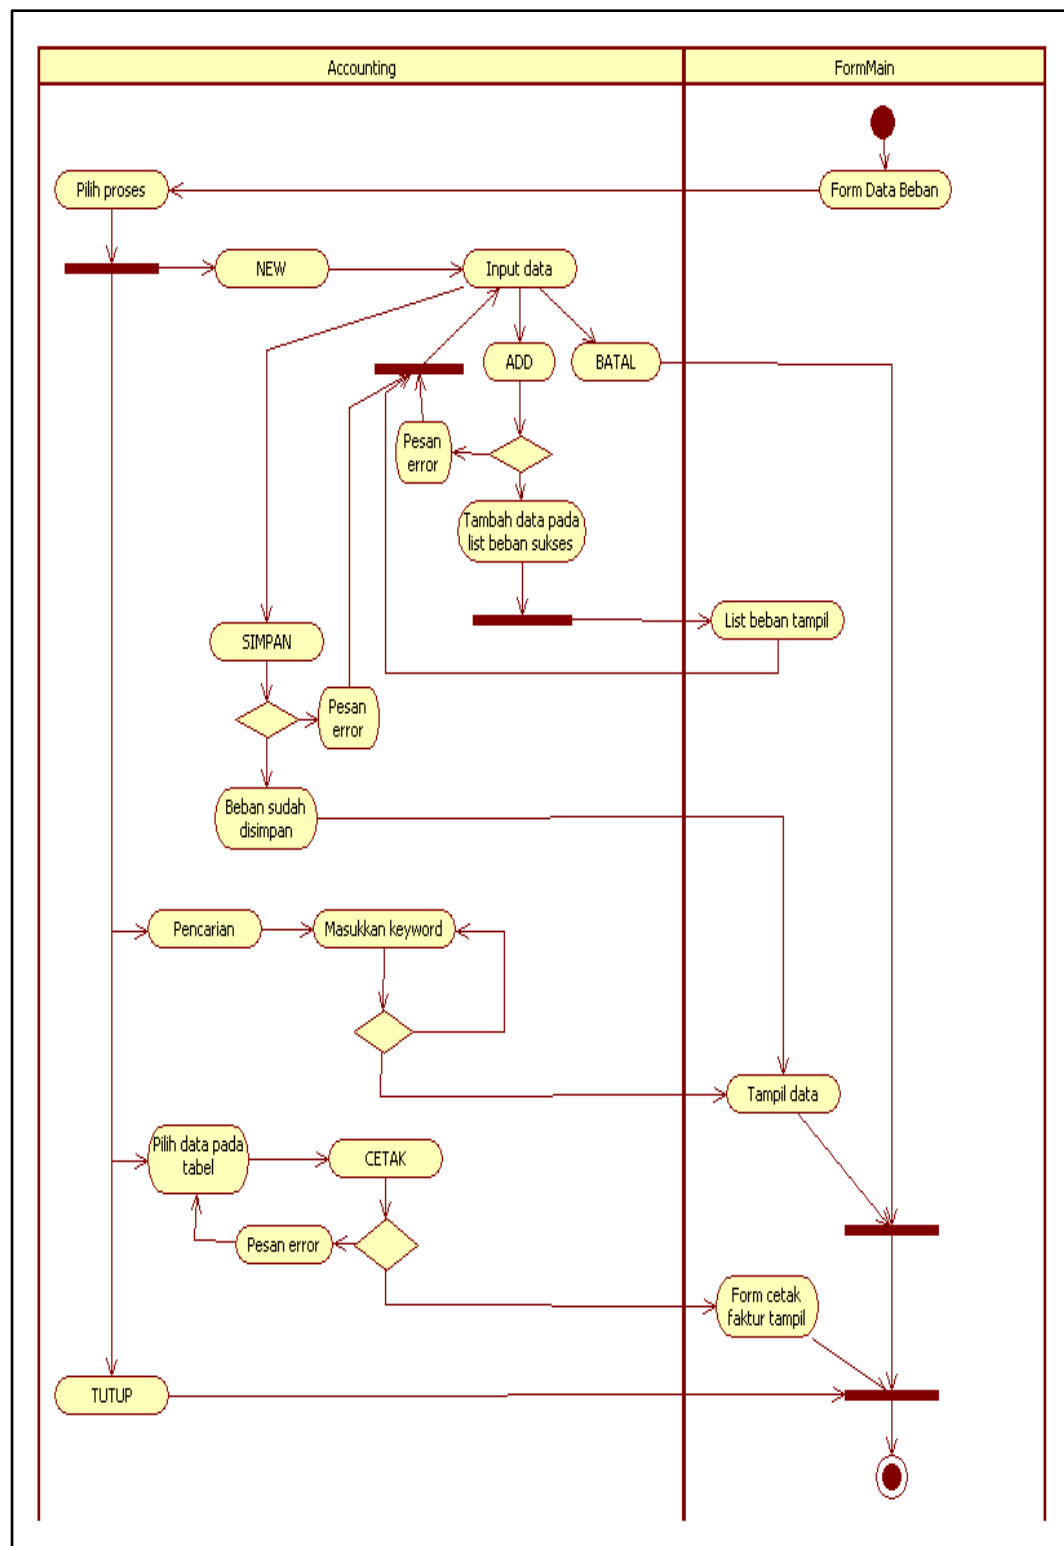 Accounting
FormMain
Form Data Beban
Pilih proses
NEW
Input data
ADD
BATAL
Pesan
error
Tambah data pada
list beban sukses
List beban tampil
SIMPAN
Pesan
error
Beban sudah
disimpan
Pencarian
Masukkan keyword
Tampil data
Pilih data pada
tabel
CETAK
Pesan error
Form cetak
faktur tampil
TUTUP